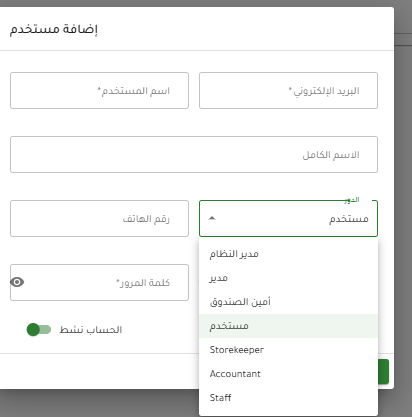 إضافة مستخدم
البريد الإلكتروني*
اسم المستخدم*
الاسم الكامل
الدور
مستخدم
رقم الهاتف
مدير النظام
مدير
أمين الصندوق
مستخدم
Storekeeper
Accountant
Staff
كلمة المرور*
الحساب نشط